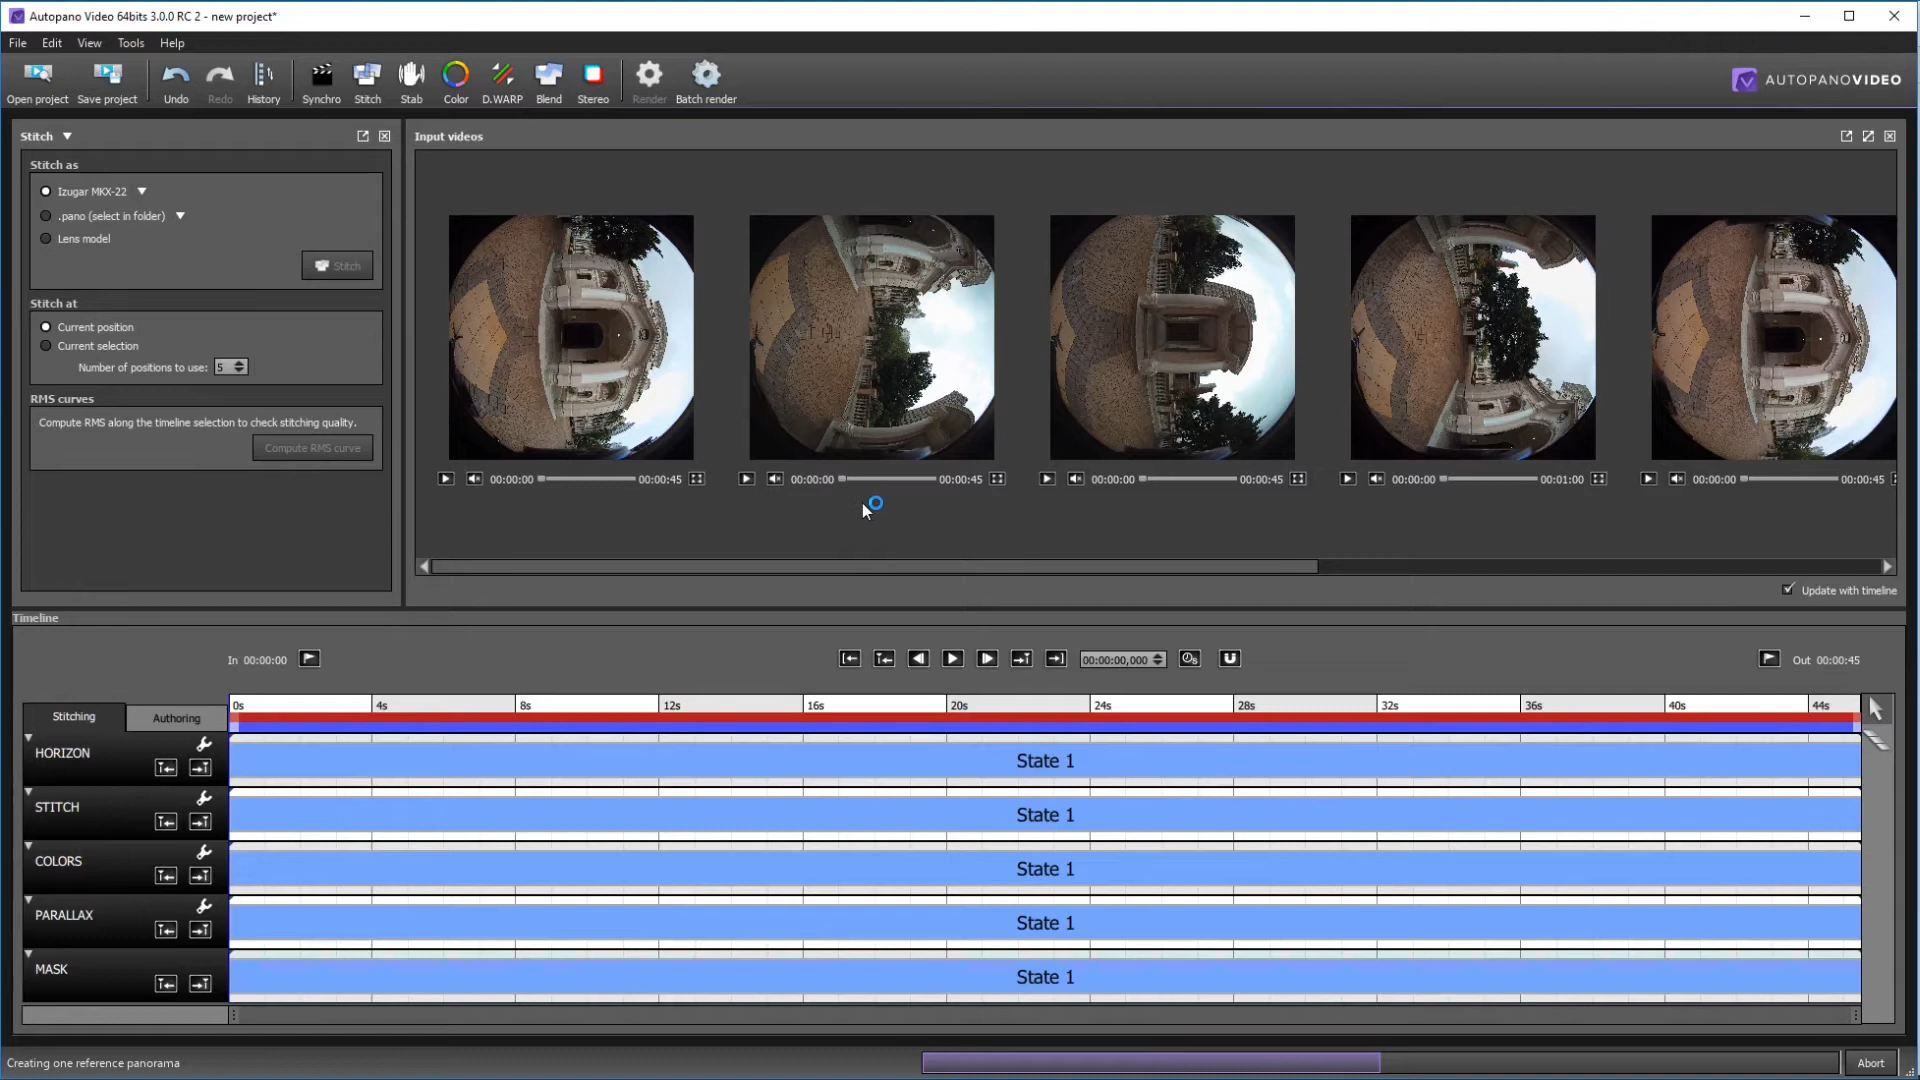 Autopano Video 64bits 3.0.0 RC 2 - new project*
File Edit View Tools Help
Open project Save project Undo Redo History Synchro Stitch Stab Color D.WARP Blend Stereo Render Batch render
AUTOPANOVIDEO
Stitch
Stitch as
Izugar MKX-22
.pano (select in folder)
Lens model
Stitch
Stitch at
Current position
Current selection
Number of positions to use: 5
RMS curves
Compute RMS along the timeline selection to check stitching quality.
Compute RMS curve
Input videos
00:00:00 00:00:45 00:00:00 00:00:45 00:00:00 00:00:45 00:00:00 00:01:00 00:00:00 00:00:45
Update with timeline
Timeline
In 00:00:00 00:00:00,000 Out 00:00:45
Stitching Authoring
0s 4s 8s 12s 16s 20s 24s 28s 32s 36s 40s 44s
HORIZON State 1
STITCH State 1
COLORS State 1
PARALLAX State 1
MASK State 1
Creating one reference panorama
Abort